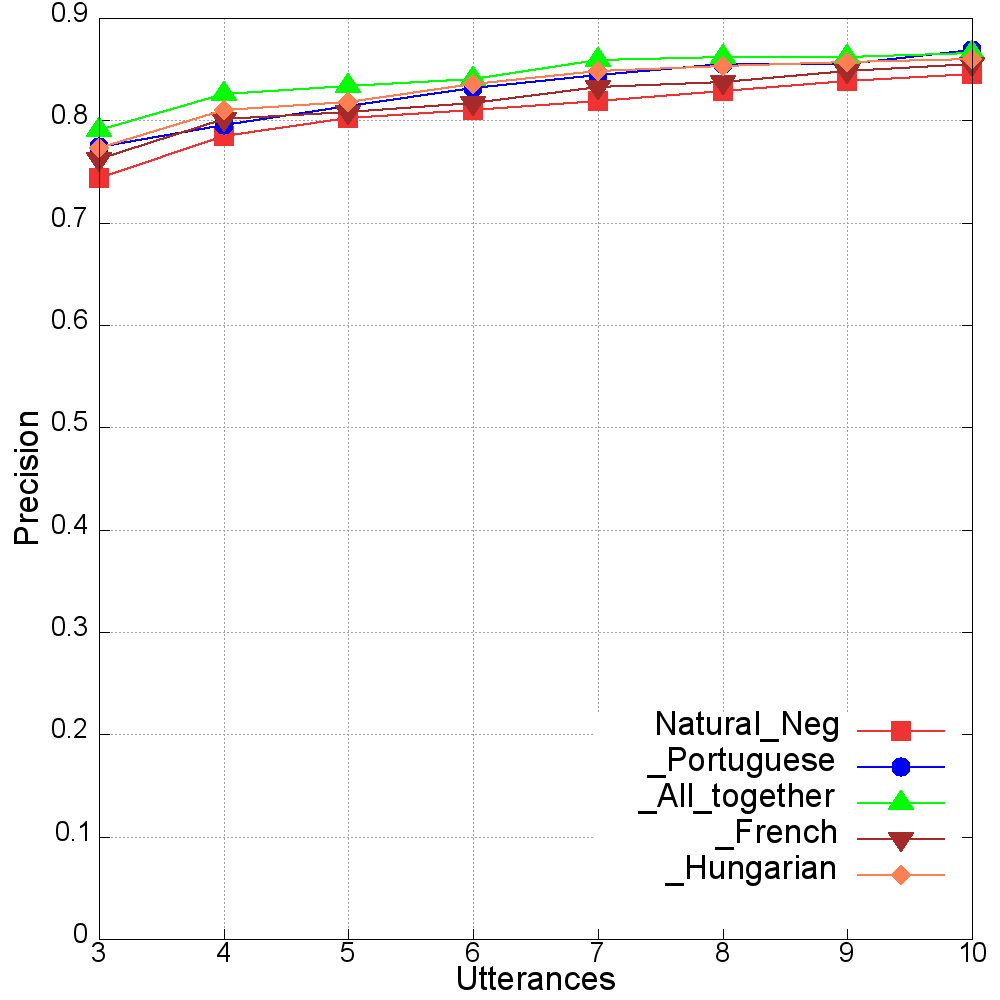 0.9
0.8
0.7
0.6
0.5
0.4
0.3
0.2
0.1
0
Precision
3 4 5 6 7 8 9 10
Utterances
Natural_Neg
_Portuguese
_All_together
_French
_Hungarian